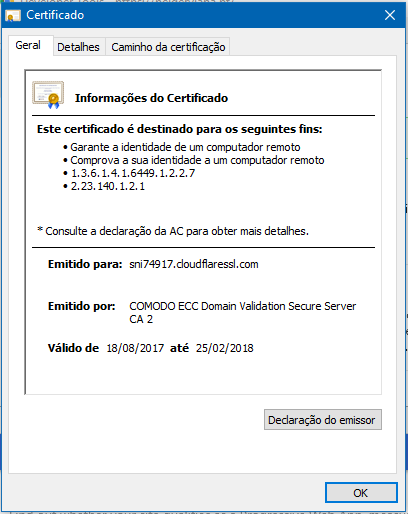 Certificado
Geral Detalhes Caminho da certificação
Informações do Certificado
Este certificado é destinado para os seguintes fins:
• Garante a identidade de um computador remoto
• Comprova a sua identidade a um computador remoto
• 1.3.6.1.4.1.6449.1.2.2.7
• 2.23.140.1.2.1
* Consulte a declaração da AC para obter mais detalhes.
Emitido para: sni74917.cloudflaressl.com
Emitido por: COMODO ECC Domain Validation Secure Server
CA 2
Válido de 18/08/2017 até 25/02/2018
Declaração do emissor
OK